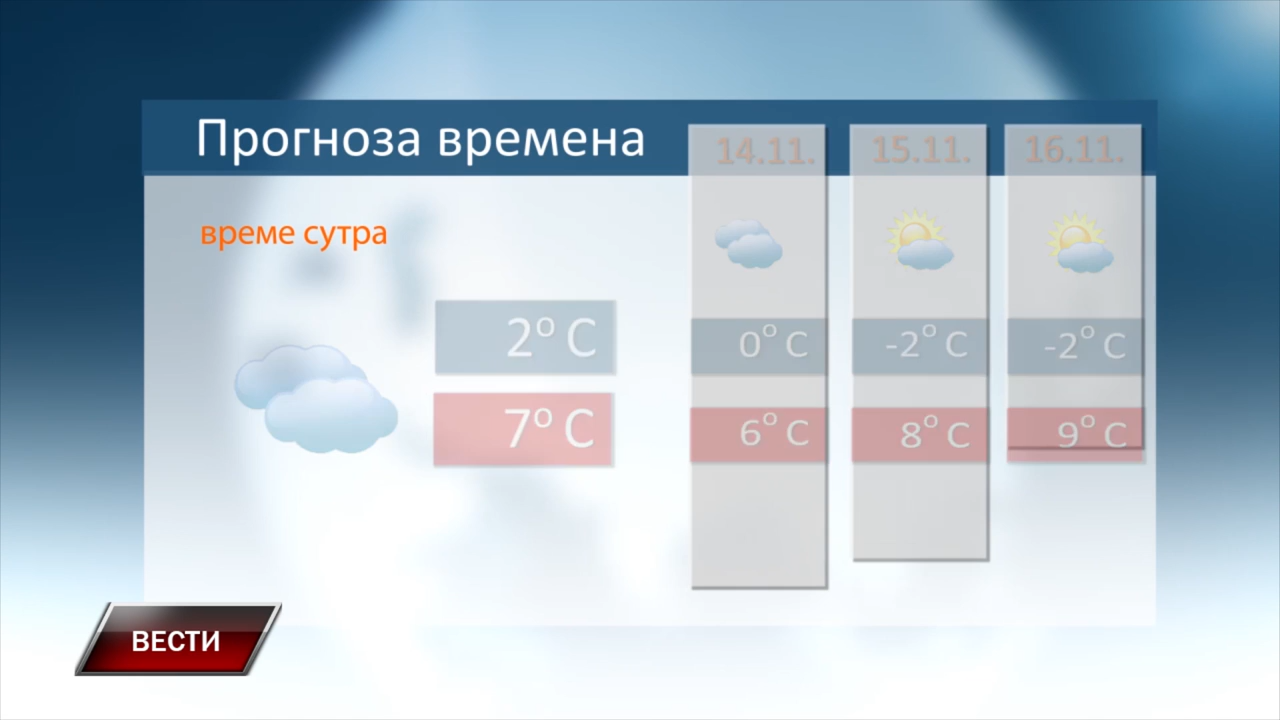 Прогноза времена
14.11. 15.11. 16.11.
време сутра
2° C
7° C
0° C -2° C -2° C
6° C 8° C 9° C
ВЕСТИ